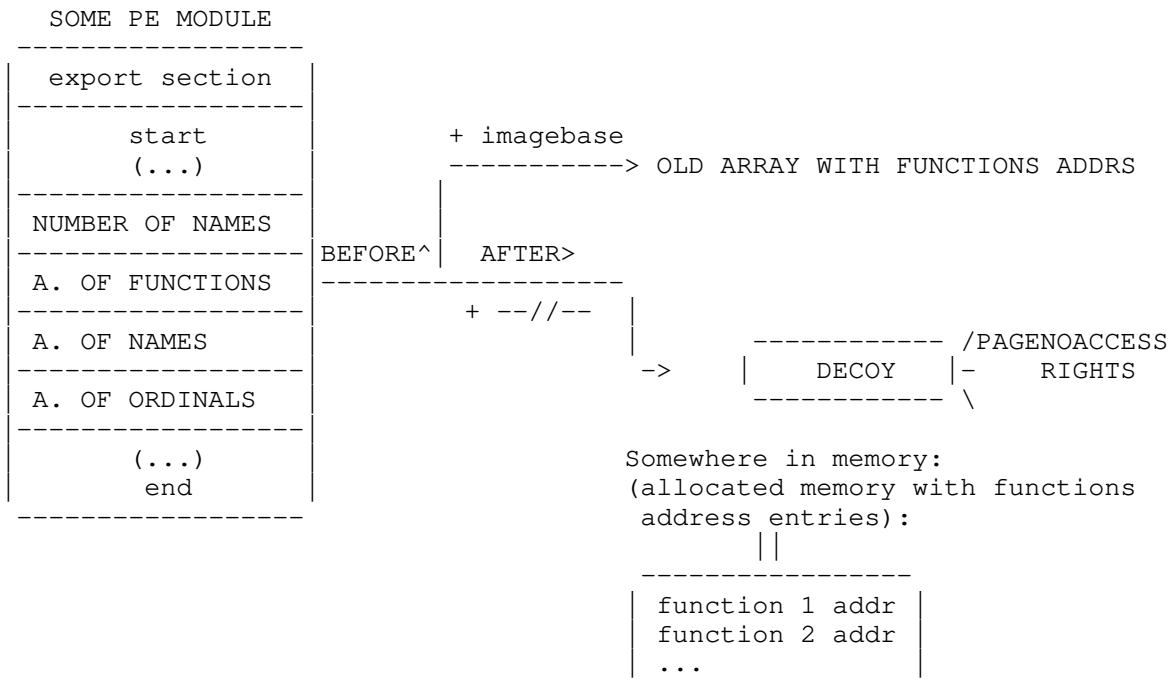 SOME PE MODULE
export section
start
+ imagebase
(...)
-----------> OLD ARRAY WITH FUNCTIONS ADDRS
NUMBER OF NAMES
BEFORE^| AFTER>
A. OF FUNCTIONS
+ --//--
A. OF NAMES
/PAGENOACCESS
-> | DECOY |- RIGHTS
A. OF ORDINALS
\
(...)
end
Somewhere in memory:
(allocated memory with functions
address entries):
||
function 1 addr
function 2 addr
...